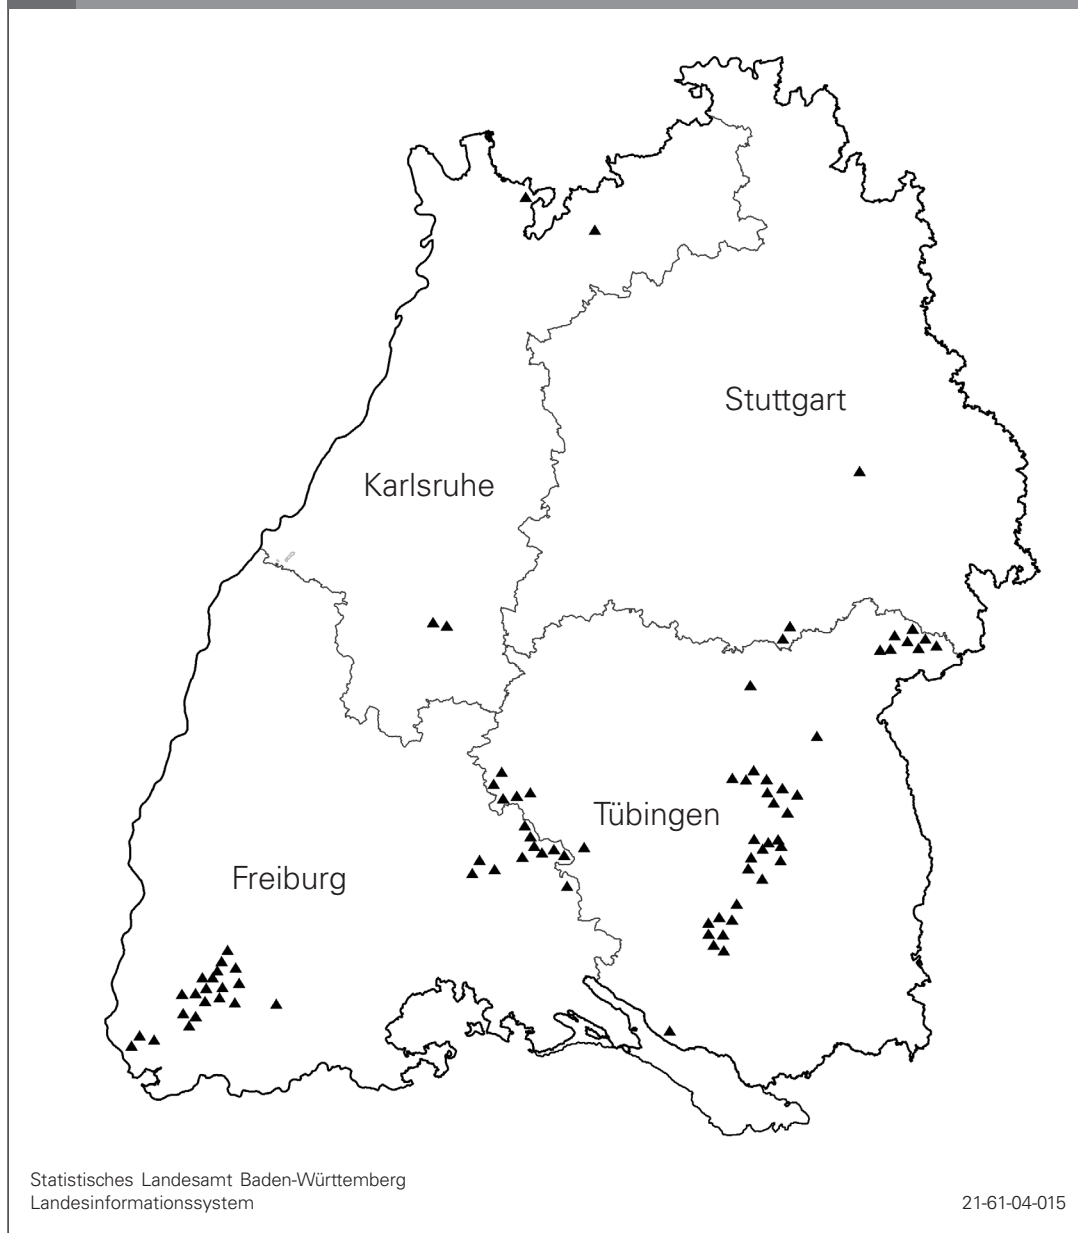 Stuttgart
Karlsruhe
Tübingen
Freiburg
Statistisches Landesamt Baden-Württemberg
Landesinformationssystem
21-61-04-015